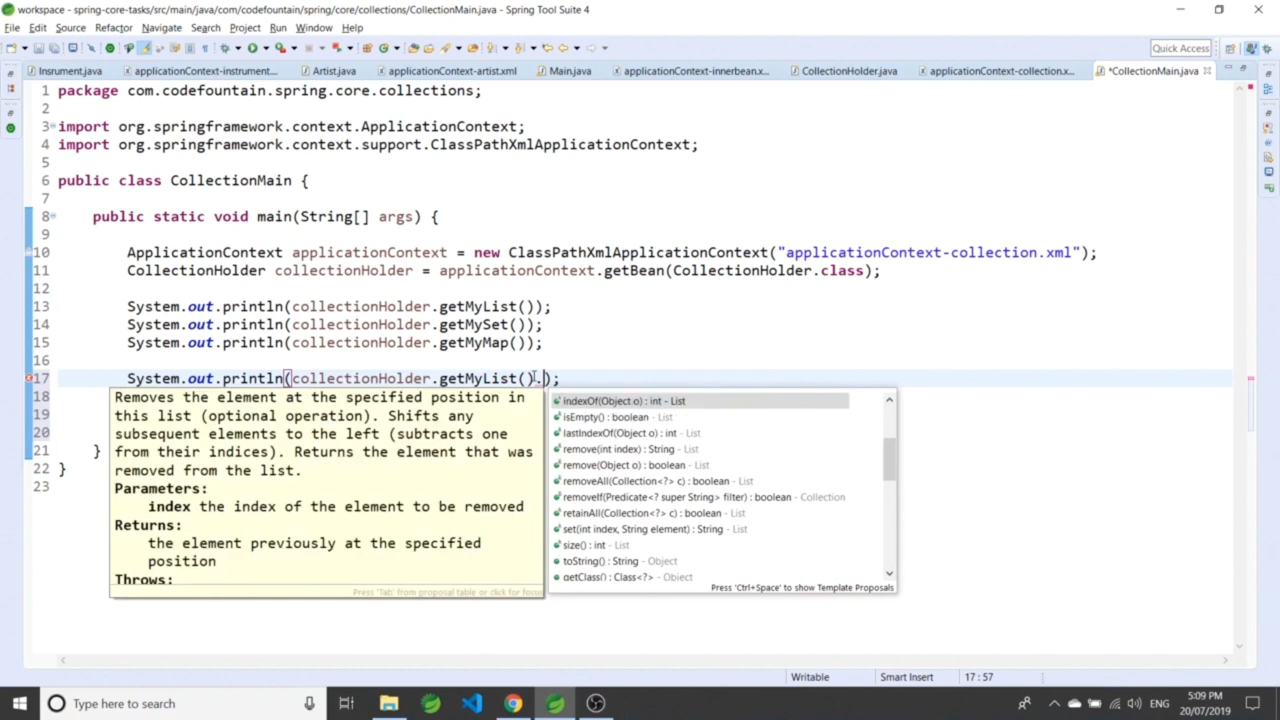 workspace - spring-core-tasks/src/main/java/com/codefountain/spring/core/collections/CollectionMain.java - Spring Tool Suite 4
File Edit Source Refactor Navigate Search Project Run Window Help
Quick Access
Insrument.java applicationContext-instrument... Artist.java applicationContext-artist.xml Main.java applicationContext-innerbean.x... CollectionHolder.java applicationContext-collection.x... *CollectionMain.java
1 package com.codefountain.spring.core.collections;
2
3 import org.springframework.context.ApplicationContext;
4 import org.springframework.context.support.ClassPathXmlApplicationContext;
5
6 public class CollectionMain {
7
8 public static void main(String[] args) {
9
10 ApplicationContext applicationContext = new ClassPathXmlApplicationContext("applicationContext-collection.xml");
11 CollectionHolder collectionHolder = applicationContext.getBean(CollectionHolder.class);
12
13 System.out.println(collectionHolder.getMyList());
14 System.out.println(collectionHolder.getMySet());
15 System.out.println(collectionHolder.getMyMap());
16
17 System.out.println(collectionHolder.getMyList().);
18
19
20
21 }
22 }
23
Removes the element at the specified position in
this list (optional operation). Shifts any
subsequent elements to the left (subtracts one
from their indices). Returns the element that was
removed from the list.
Parameters:
index the index of the element to be removed
Returns:
the element previously at the specified
position
Throws:
Press 'Tab' from proposal table or click for focus
indexOf(Object o) : int - List
isEmpty() : boolean - List
lastIndexOf(Object o) : int - List
remove(int index) : String - List
remove(Object o) : boolean - List
removeAll(Collection<?> c) : boolean - List
removeIf(Predicate<? super String> filter) : boolean - Collection
retainAll(Collection<?> c) : boolean - List
set(int index, String element) : String - List
size() : int - List
toString() : String - Object
getClass() : Class<?> - Object
Press 'Ctrl+Space' to show Template Proposals
Writable Smart Insert 17 : 57
Type here to search
ENG
5:09 PM
20/07/2019